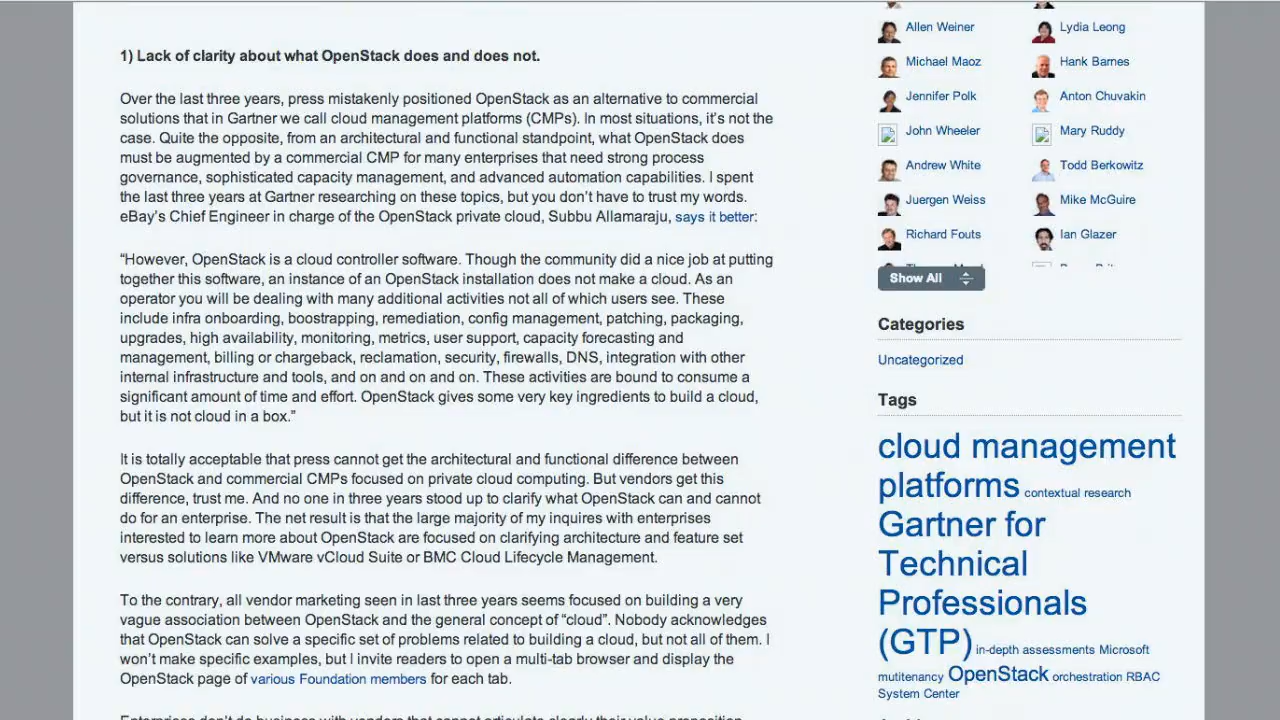 1) Lack of clarity about what OpenStack does and does not.
Over the last three years, press mistakenly positioned OpenStack as an alternative to commercial
solutions that in Gartner we call cloud management platforms (CMPs). In most situations, it's not the
case. Quite the opposite, from an architectural and functional standpoint, what OpenStack does
must be augmented by a commercial CMP for many enterprises that need strong process
governance, sophisticated capacity management, and advanced automation capabilities. I spent
the last three years at Gartner researching on these topics, but you don't have to trust my words.
eBay's Chief Engineer in charge of the OpenStack private cloud, Subbu Allamaraju, says it better:
“However, OpenStack is a cloud controller software. Though the community did a nice job at putting
together this software, an instance of an OpenStack installation does not make a cloud. As an
operator you will be dealing with many additional activities not all of which users see. These
include infra onboarding, boostrapping, remediation, config management, patching, packaging,
upgrades, high availability, monitoring, metrics, user support, capacity forecasting and
management, billing or chargeback, reclamation, security, firewalls, DNS, integration with other
internal infrastructure and tools, and on and on and on. These activities are bound to consume a
significant amount of time and effort. OpenStack gives some very key ingredients to build a cloud,
but it is not cloud in a box.”
It is totally acceptable that press cannot get the architectural and functional difference between
OpenStack and commercial CMPs focused on private cloud computing. But vendors get this
difference, trust me. And no one in three years stood up to clarify what OpenStack can and cannot
do for an enterprise. The net result is that the large majority of my inquires with enterprises
interested to learn more about OpenStack are focused on clarifying architecture and feature set
versus solutions like VMware vCloud Suite or BMC Cloud Lifecycle Management.
To the contrary, all vendor marketing seen in last three years seems focused on building a very
vague association between OpenStack and the general concept of “cloud”. Nobody acknowledges
that OpenStack can solve a specific set of problems related to building a cloud, but not all of them. I
won't make specific examples, but I invite readers to open a multi-tab browser and display the
OpenStack page of various Foundation members for each tab.
Enterprises don't do business with vendors that cannot articulate clearly their value proposition
Allen Weiner
Lydia Leong
Michael Maoz
Hank Barnes
Jennifer Polk
Anton Chuvakin
John Wheeler
Mary Ruddy
Andrew White
Todd Berkowitz
Juergen Weiss
Mike McGuire
Richard Fouts
Ian Glazer
Show All
Categories
Uncategorized
Tags
cloud management
platforms contextual research
Gartner for
Technical
Professionals
(GTP) in-depth assessments Microsoft
mutitenancy OpenStack orchestration RBAC
System Center